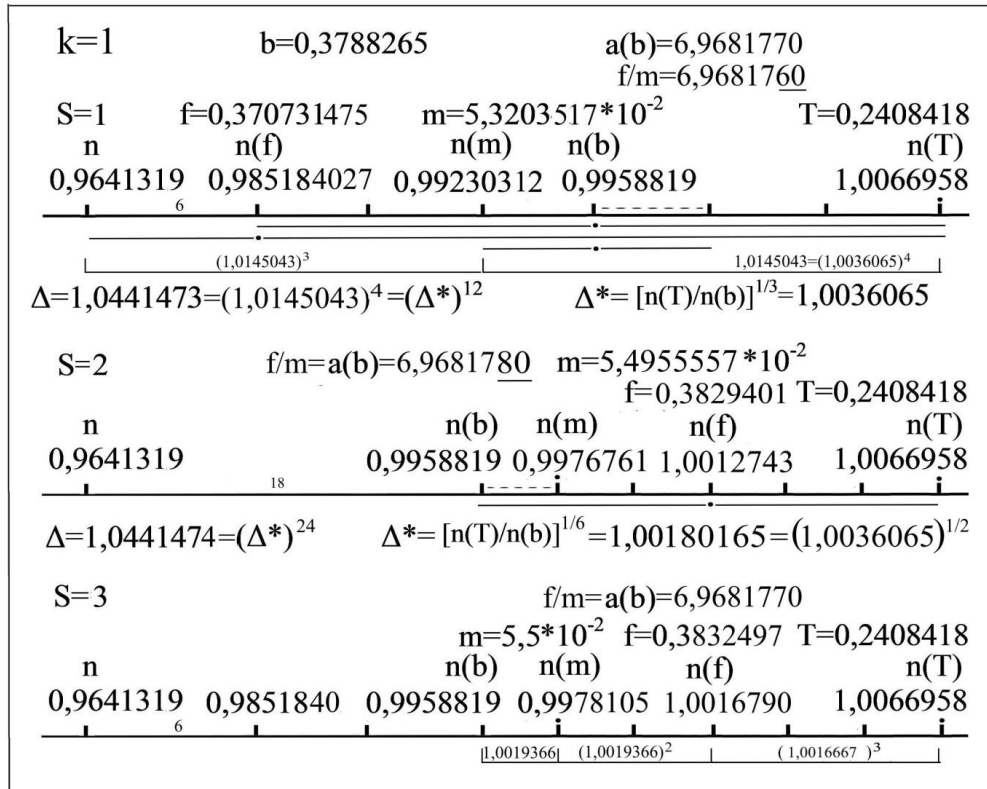 k=1 b=0,3788265 a(b)=6,9681770
f/m=6,9681760
S=1 f=0,370731475 m=5,3203517*10⁻² T=0,2408418
n n(f) n(m) n(b) n(T)
0,9641319 0,985184027 0,99230312 0,9958819 1,0066958
6
(1,0145043)³ 1,0145043=(1,0036065)⁴
Δ=1,0441473=(1,0145043)⁴=(Δ*)¹² Δ*=[n(T)/n(b)]^1/3=1,0036065
S=2 f/m=a(b)=6,9681780 m=5,4955557*10⁻²
f=0,3829401 T=0,2408418
n n(b) n(m) n(f) n(T)
0,9641319 0,9958819 0,9976761 1,0012743 1,0066958
18
Δ=1,0441474=(Δ*)²⁴ Δ*=[n(T)/n(b)]^1/6=1,00180165=(1,0036065)^1/2
S=3 f/m=a(b)=6,9681770
m=5,5*10⁻² f=0,3832497 T=0,2408418
n n(b) n(m) n(f) n(T)
0,9641319 0,9851840 0,9958819 0,9978105 1,0016790 1,0066958
6
1,0019366 (1,0019366)² (1,0016667 )³